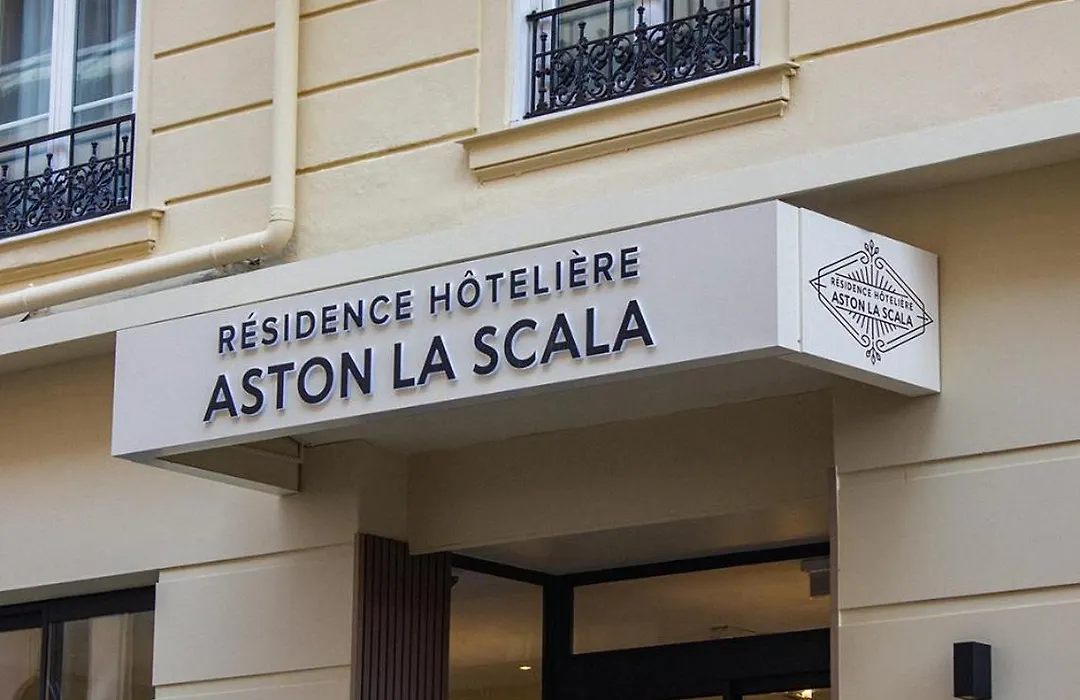 RÉSIDENCE HÔTELIÈRE
ASTON LA SCALA
RÉSIDENCE HÔTELIÈRE
ASTON LA SCALA